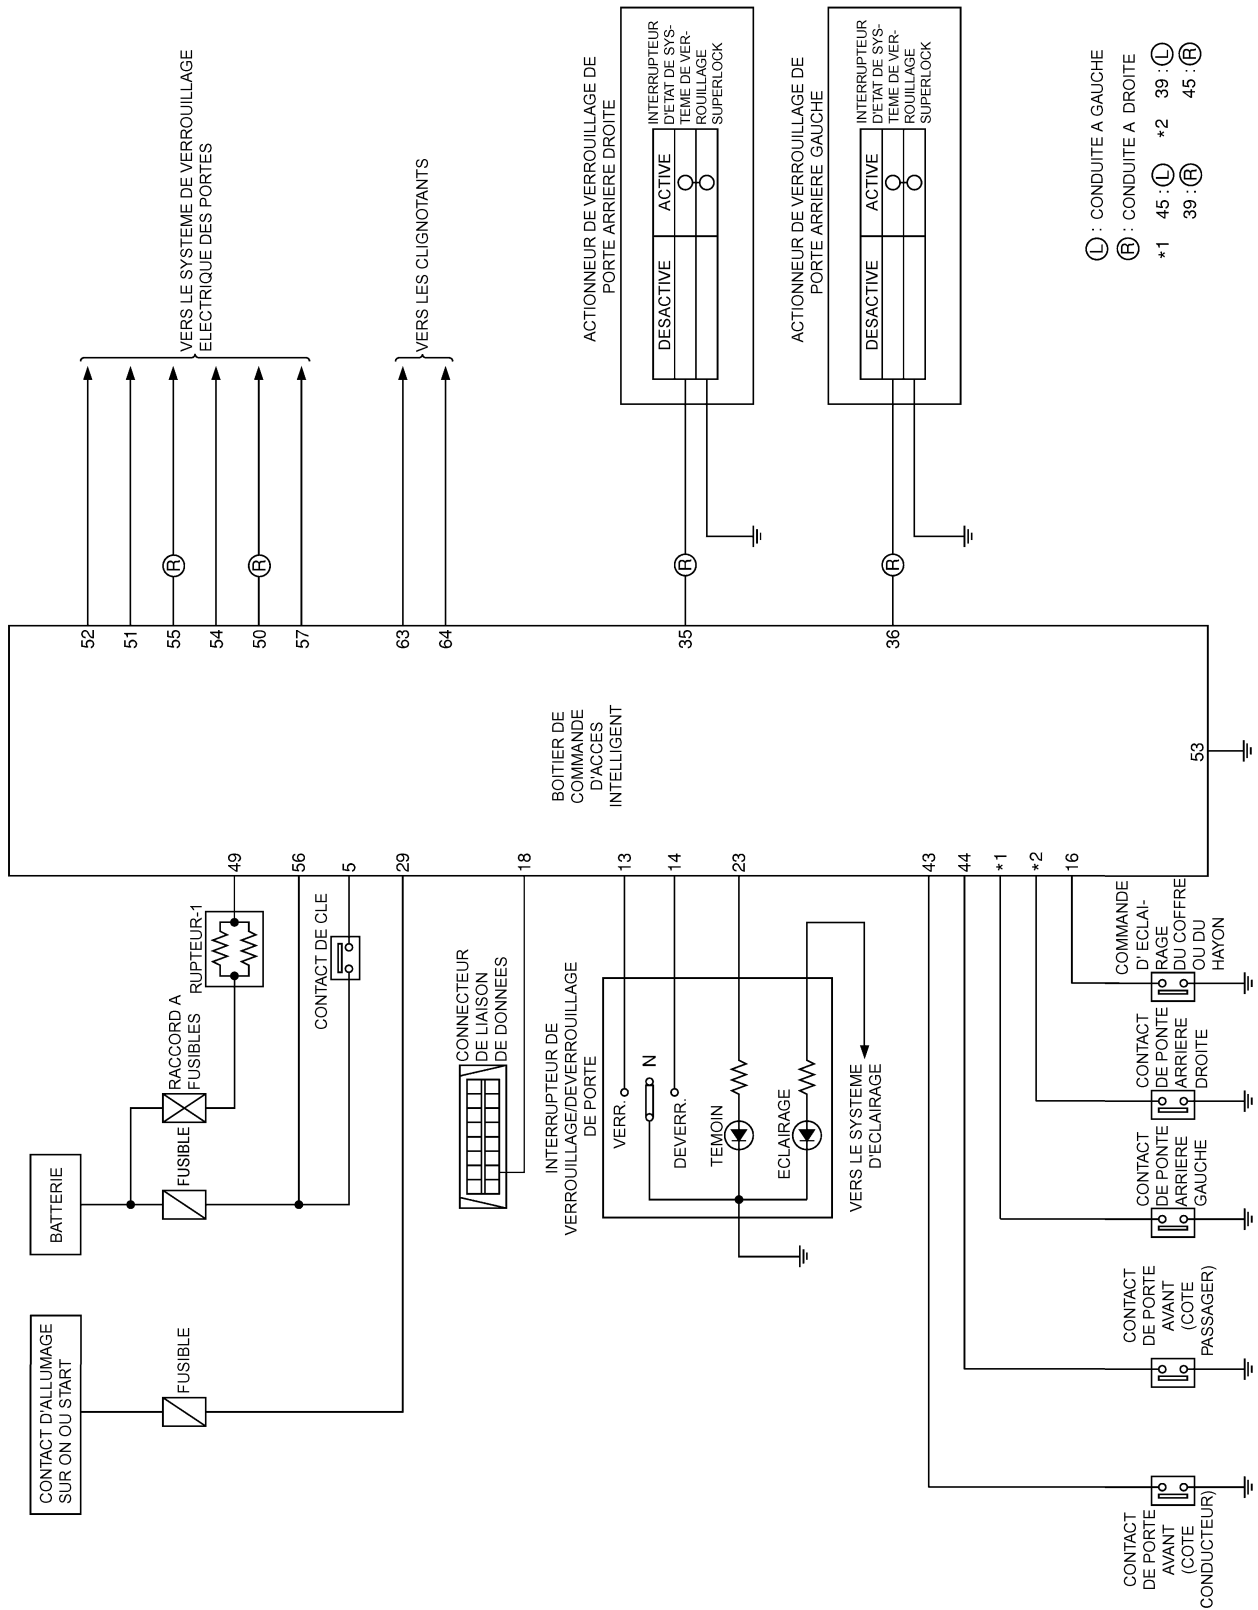 CONTACT D'ALLUMAGE
SUR ON OU START
FUSIBLE
BATTERIE
FUSIBLE
RACCORD A
FUSIBLES
RUPTEUR-1
CONTACT DE CLE
CONNECTEUR
DE LIAISON
DE DONNEES
INTERRUPTEUR DE
VERROUILLAGE/DEVERROUILLAGE
DE PORTE
VERR.
N
DEVERR.
TEMOIN
ECLAIRAGE
VERS LE SYSTEME
D'ECLAIRAGE
CONTACT
DE PORTE
AVANT
(COTE
CONDUCTEUR)
CONTACT
DE PORTE
AVANT
(COTE
PASSAGER)
CONTACT
DE PONTE
ARRIERE
GAUCHE
CONTACT
DE PONTE
ARRIERE
DROITE
COMMANDE
D' ECLAI-
RAGE
DU COFFRE
OU DU
HAYON
49
56
5
29
18
13
14
23
43
44
*1
*2
16
BOITIER DE
COMMANDE
D'ACCES
INTELLIGENT
53
52
51
55
54
50
57
63
64
35
36
R
R
R
R
VERS LE SYSTEME DE VERROUILLAGE
ELECTRIQUE DES PORTES
VERS LES CLIGNOTANTS
ACTIONNEUR DE VERROUILLAGE DE
PORTE ARRIERE DROITE
DESACTIVE
ACTIVE
INTERRUPTEUR
D'ETAT DE SYS-
TEME DE VER-
ROUILLAGE
SUPERLOCK
ACTIONNEUR DE VERROUILLAGE DE
PORTE ARRIERE GAUCHE
DESACTIVE
ACTIVE
INTERRUPTEUR
D'ETAT DE SYS-
TEME DE VER-
ROUILLAGE
SUPERLOCK
L : CONDUITE A GAUCHE
R : CONDUITE A DROITE
*1 45 : L *2 39 : L
39 : R 45 : R